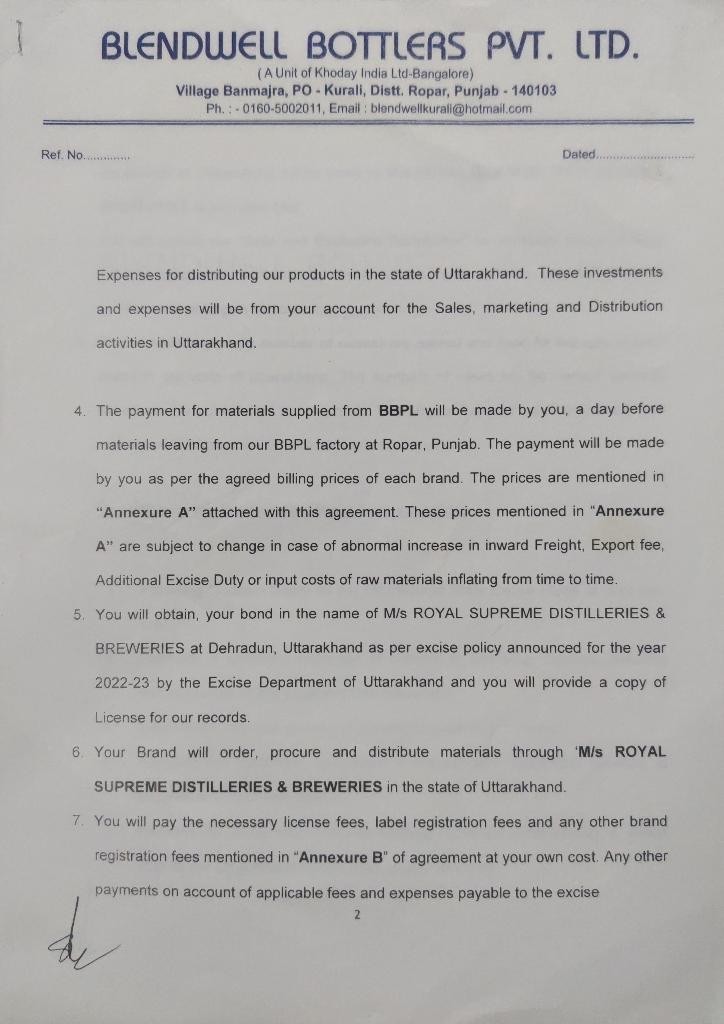 BLENDWELL BOTTLERS PVT. LTD.
( A Unit of Khoday India Ltd-Bangalore)
Village Banmajra, PO - Kurali, Distt. Ropar, Punjab - 140103
Ph. : - 0160-5002011, Email : blendwellkurali@hotmail.com
Ref. No.............. Dated............................
Expenses for distributing our products in the state of Uttarakhand. These investments
and expenses will be from your account for the Sales, marketing and Distribution
activities in Uttarakhand.
4. The payment for materials supplied from BBPL will be made by you, a day before
materials leaving from our BBPL factory at Ropar, Punjab. The payment will be made
by you as per the agreed billing prices of each brand. The prices are mentioned in
“Annexure A” attached with this agreement. These prices mentioned in “Annexure
A” are subject to change in case of abnormal increase in inward Freight, Export fee,
Additional Excise Duty or input costs of raw materials inflating from time to time.
5. You will obtain, your bond in the name of M/s ROYAL SUPREME DISTILLERIES &
BREWERIES at Dehradun, Uttarakhand as per excise policy announced for the year
2022-23 by the Excise Department of Uttarakhand and you will provide a copy of
License for our records.
6. Your Brand will order, procure and distribute materials through ‘M/s ROYAL
SUPREME DISTILLERIES & BREWERIES in the state of Uttarakhand.
7. You will pay the necessary license fees, label registration fees and any other brand
registration fees mentioned in “Annexure B” of agreement at your own cost. Any other
payments on account of applicable fees and expenses payable to the excise
2